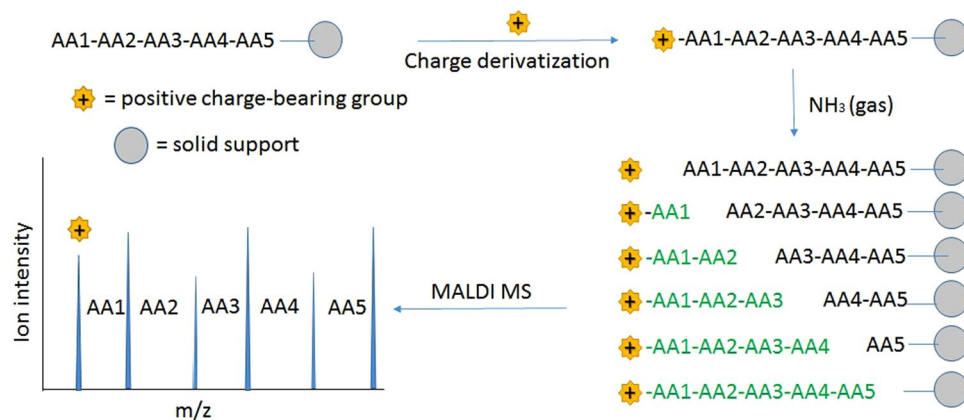 AA1-AA2-AA3-AA4-AA5
+
Charge derivatization
+-AA1-AA2-AA3-AA4-AA5
+ = positive charge-bearing group
= solid support
NH₃ (gas)
+ AA1-AA2-AA3-AA4-AA5
+-AA1 AA2-AA3-AA4-AA5
+-AA1-AA2 AA3-AA4-AA5
+-AA1-AA2-AA3 AA4-AA5
+-AA1-AA2-AA3-AA4 AA5
+-AA1-AA2-AA3-AA4-AA5
MALDI MS
Ion intensity
+
AA1 AA2 AA3 AA4 AA5
m/z